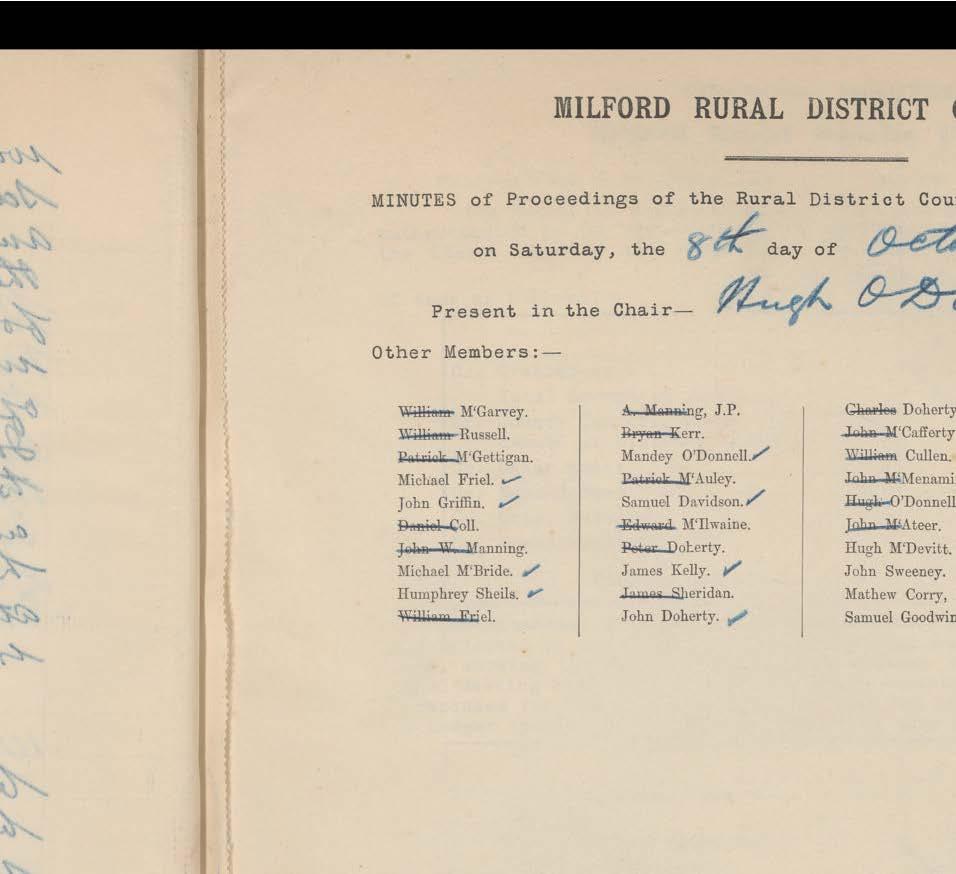 MILFORD RURAL DISTRICT
MINUTES of Proceedings of the Rural District Cou
on Saturday, the 8th day of Octo
Present in the Chair— Hugh O'Do
Other Members:—
William M'Garvey.
William Russell.
Patrick M'Gettigan.
Michael Friel. ✓
John Griffin. ✓
Daniel Coll.
John W. Manning.
Michael M'Bride. ✓
Humphrey Sheils. ✓
William Friel.
A. Manning, J.P.
Bryan Kerr.
Mandey O'Donnell. ✓
Patrick M'Auley.
Samuel Davidson. ✓
Edward M'Ilwaine.
Peter Doherty.
James Kelly. ✓
James Sheridan.
John Doherty. ✓
Charles Doherty
John M'Cafferty
William Cullen.
John M'Menami
Hugh O'Donnell
John M'Ateer.
Hugh M'Devitt.
John Sweeney.
Mathew Corry,
Samuel Goodwin